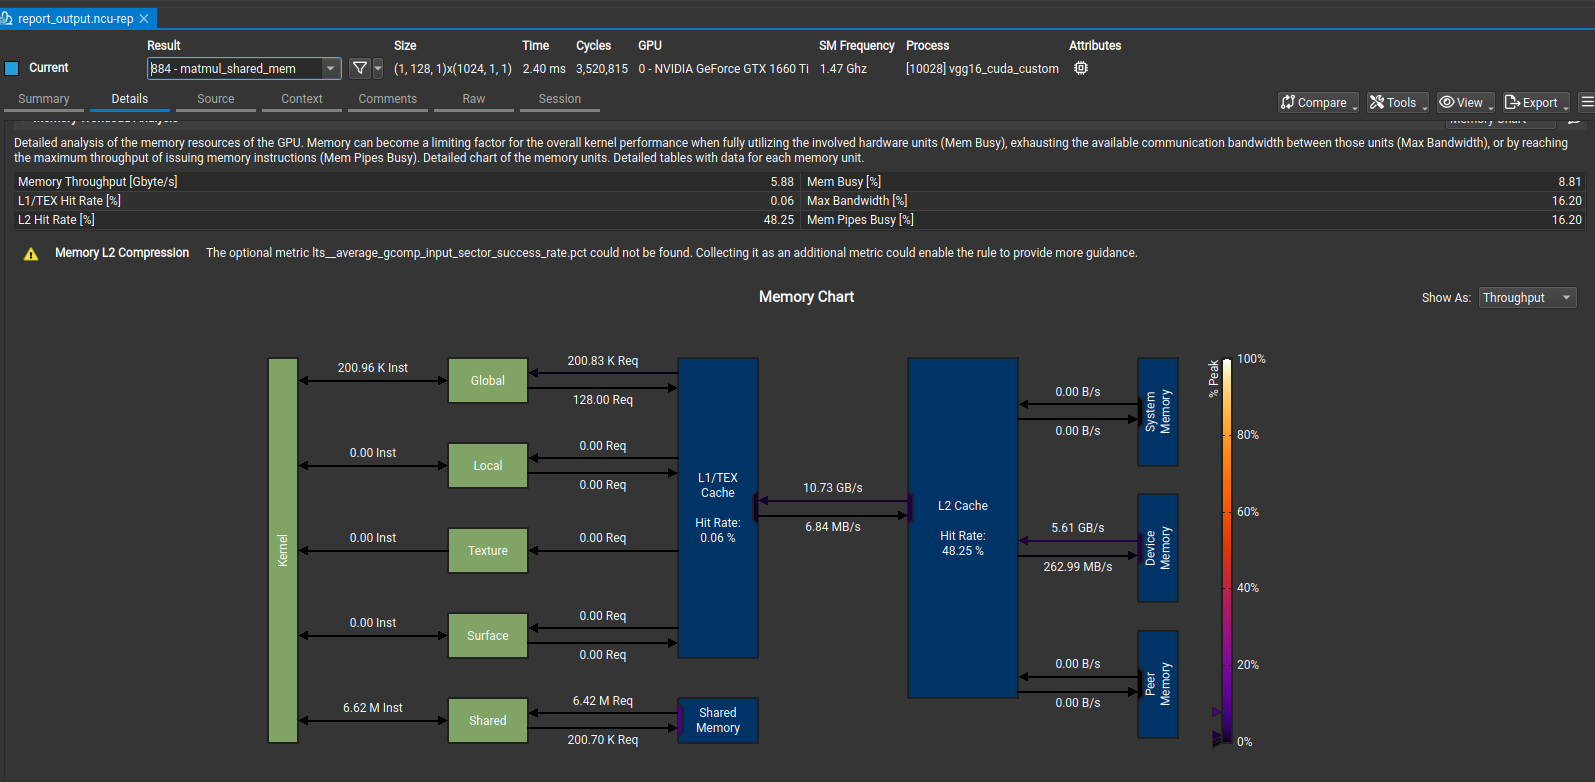 report_output.ncu-rep
Result Size Time Cycles GPU SM Frequency Process Attributes
Current 884 - matmul_shared_mem (1, 128, 1)x(1024, 1, 1) 2.40 ms 3,520,815 0 - NVIDIA GeForce GTX 1660 Ti 1.47 Ghz [10028] vgg16_cuda_custom
Summary Details Source Context Comments Raw Session Compare Tools View Export
Memory Workload Analysis Memory Chart
Detailed analysis of the memory resources of the GPU. Memory can become a limiting factor for the overall kernel performance when fully utilizing the involved hardware units (Mem Busy), exhausting the available communication bandwidth between those units (Max Bandwidth), or by reaching
the maximum throughput of issuing memory instructions (Mem Pipes Busy). Detailed chart of the memory units. Detailed tables with data for each memory unit.
Memory Throughput [Gbyte/s] 5.88 Mem Busy [%] 8.81
L1/TEX Hit Rate [%] 0.06 Max Bandwidth [%] 16.20
L2 Hit Rate [%] 48.25 Mem Pipes Busy [%] 16.20
Memory L2 Compression The optional metric lts__average_gcomp_input_sector_success_rate.pct could not be found. Collecting it as an additional metric could enable the rule to provide more guidance.
Memory Chart
Show As: Throughput
Kernel
200.96 K Inst
Global
200.83 K Req
128.00 Req
0.00 Inst
Local
0.00 Req
0.00 Req
0.00 Inst
Texture
0.00 Req
0.00 Inst
Surface
0.00 Req
0.00 Req
6.62 M Inst
Shared
6.42 M Req
200.70 K Req
L1/TEX
Cache
Hit Rate:
0.06 %
Shared
Memory
10.73 GB/s
6.84 MB/s
L2 Cache
Hit Rate:
48.25 %
0.00 B/s
0.00 B/s
System
Memory
5.61 GB/s
262.99 MB/s
Device
Memory
0.00 B/s
0.00 B/s
Peer
Memory
% Peak
100%
80%
60%
40%
20%
0%